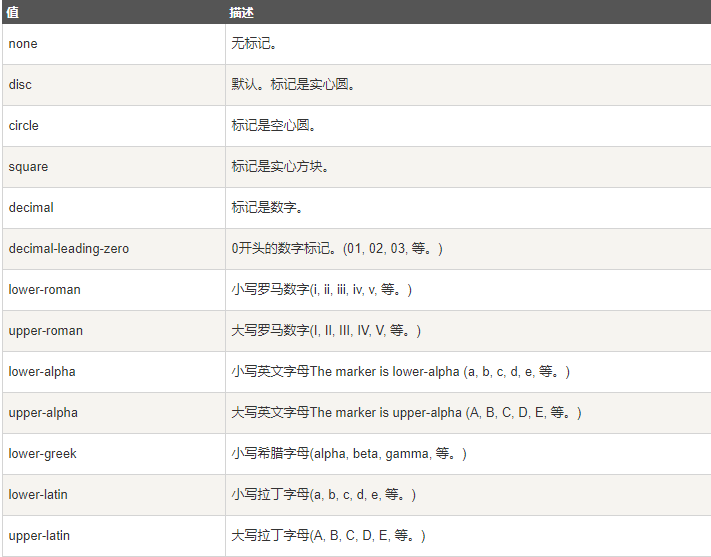 值 描述
none 无标记。
disc 默认。标记是实心圆。
circle 标记是空心圆。
square 标记是实心方块。
decimal 标记是数字。
decimal-leading-zero 0开头的数字标记。(01, 02, 03, 等。)
lower-roman 小写罗马数字(i, ii, iii, iv, v, 等。)
upper-roman 大写罗马数字(I, II, III, IV, V, 等。)
lower-alpha 小写英文字母The marker is lower-alpha (a, b, c, d, e, 等。)
upper-alpha 大写英文字母The marker is upper-alpha (A, B, C, D, E, 等。)
lower-greek 小写希腊字母(alpha, beta, gamma, 等。)
lower-latin 小写拉丁字母(a, b, c, d, e, 等。)
upper-latin 大写拉丁字母(A, B, C, D, E, 等。)